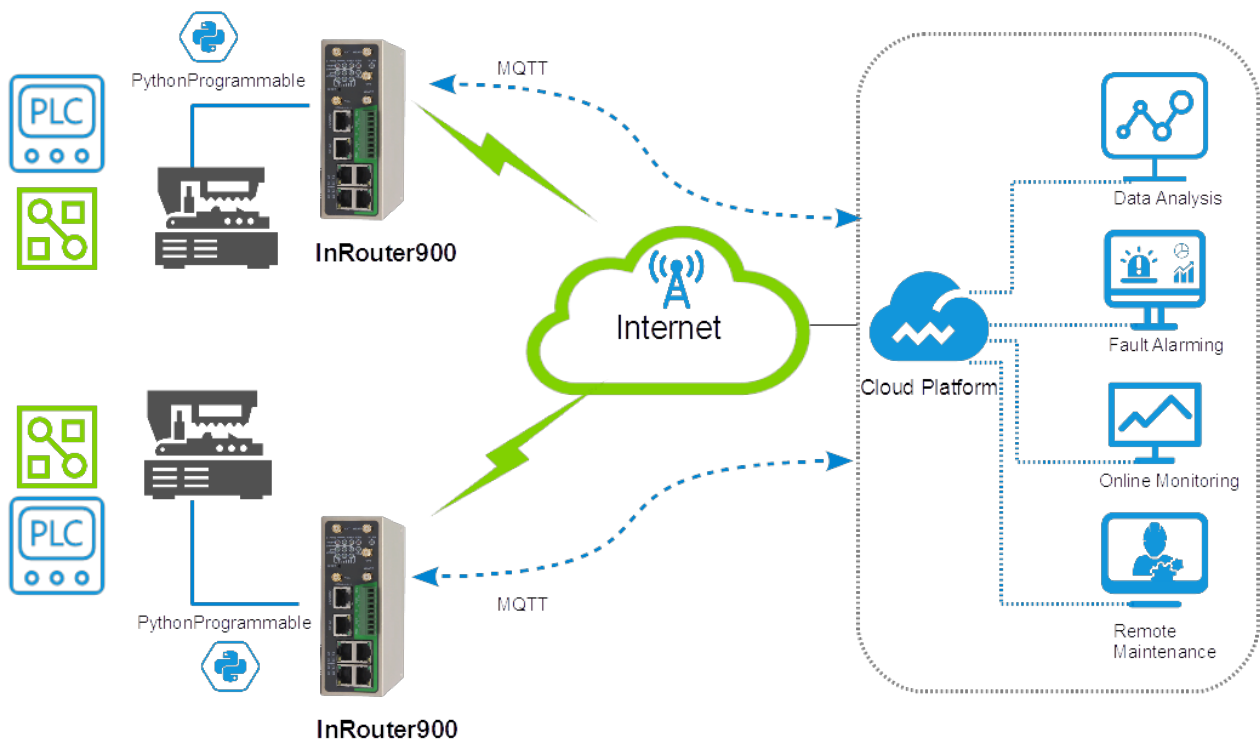 PythonProgrammable
PLC
InRouter900
MQTT
Internet
Cloud Platform
Data Analysis
Fault Alarming
Online Monitoring
Remote
Maintenance
PLC
PythonProgrammable
InRouter900
MQTT